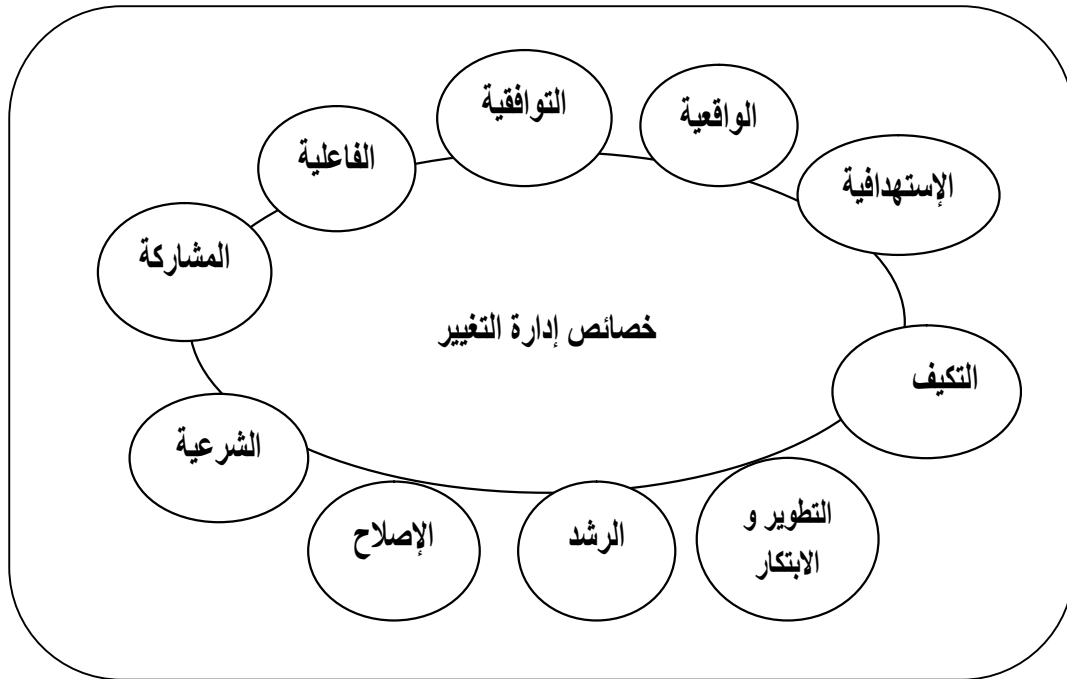 التوافقية
الواقعية
الإستهدافية
الفاعلية
المشاركة
خصائص إدارة التغيير
التكيف
الشرعية
التطوير و
الابتكار
الرشد
الإصلاح